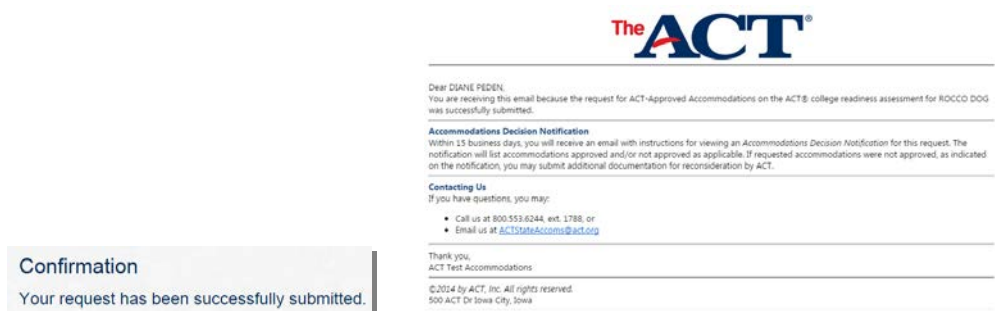 The ACT®
Dear DIANE PEDEN,
You are receiving this email because the request for ACT-Approved Accommodations on the ACT® college readiness assessment for ROCCO DOG
was successfully submitted.
Accommodations Decision Notification
Within 15 business days, you will receive an email with instructions for viewing an Accommodations Decision Notification for this request. The
notification will list accommodations approved and/or not approved as applicable. If requested accommodations were not approved, as indicated
on the notification, you may submit additional documentation for reconsideration by ACT.
Contacting Us
If you have questions, you may:
• Call us at 800.553.6244, ext. 1788, or
• Email us at ACTStateAccoms@act.org
Thank you,
ACT Test Accommodations
©2014 by ACT, Inc. All rights reserved.
500 ACT Dr Iowa City, Iowa
Confirmation
Your request has been successfully submitted.